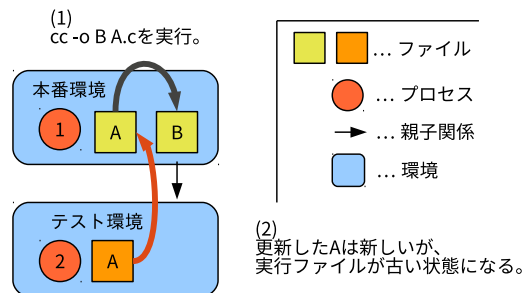 (1)
cc -o B A.cを実行。
本番環境
1
A
B
テスト環境
2
A
… ファイル
… プロセス
… 親子関係
… 環境
(2)
更新したAは新しいが、
実行ファイルが古い状態になる。